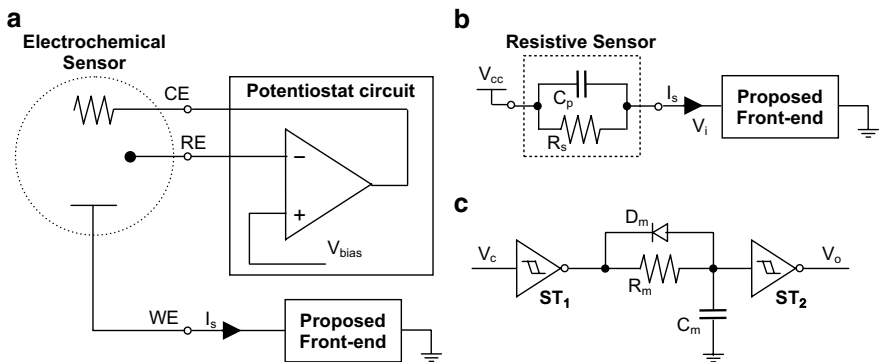 a
Electrochemical
Sensor
CE
Potentiostat circuit
RE
−
+
V_bias
WE
I_s
Proposed
Front-end
b
Resistive Sensor
V_cc
C_p
R_s
I_s
V_i
Proposed
Front-end
c
V_c
ST_1
D_m
R_m
C_m
ST_2
V_o